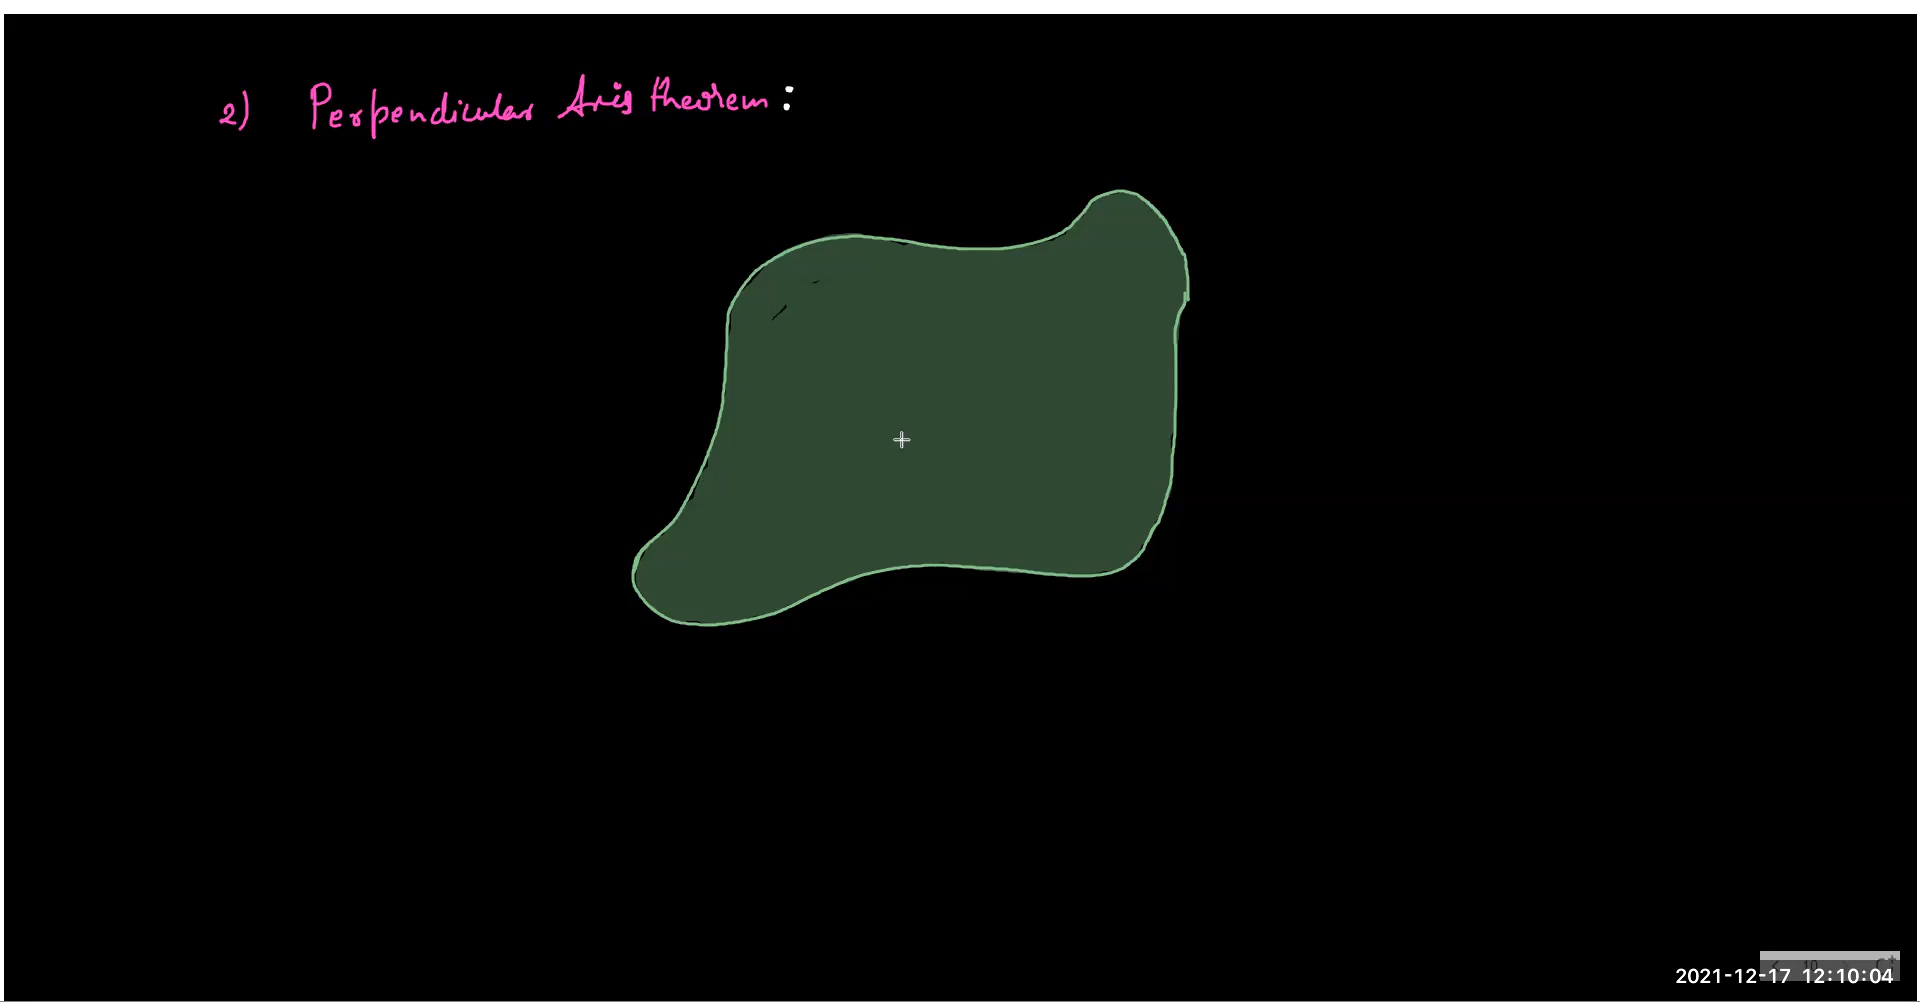 2) Perpendicular Axis theorem :
2021-12-17 12:10:04